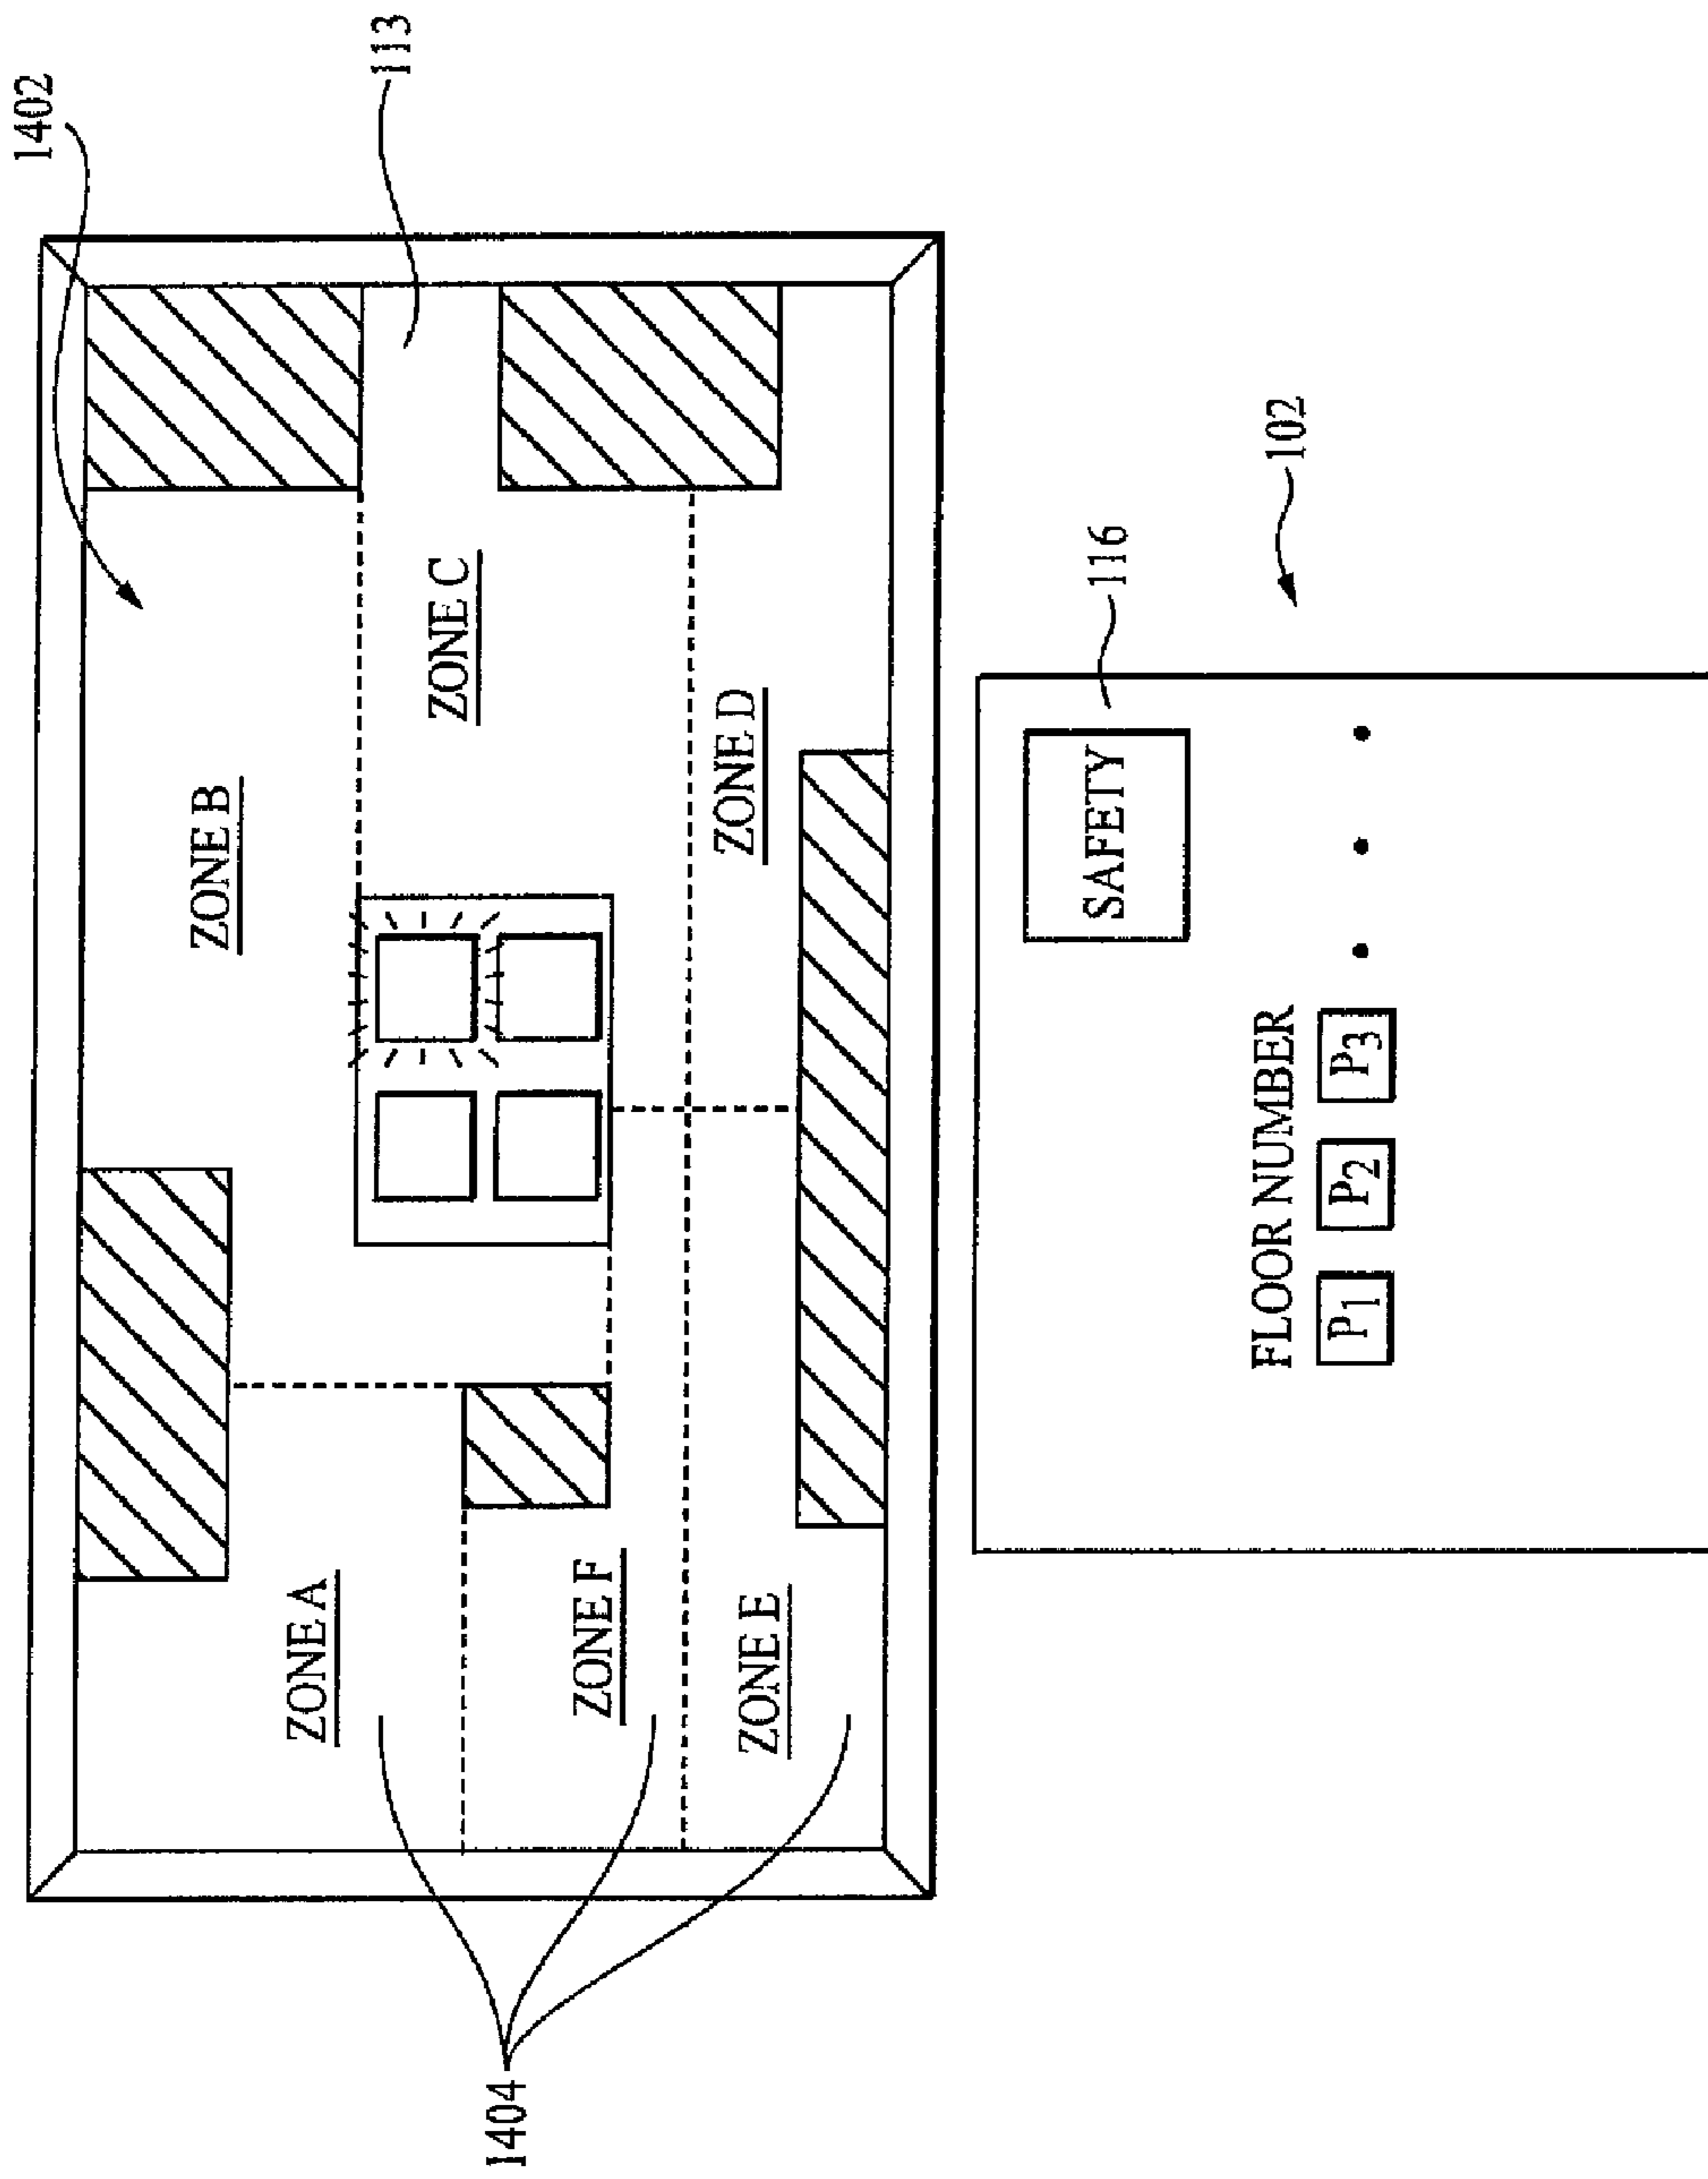 1402
113
ZONE B
ZONE C
ZONE A
ZONE F
ZONE D
ZONE E
1404
SAFETY
116
102
FLOOR NUMBER
P1 P2 P3 • • •